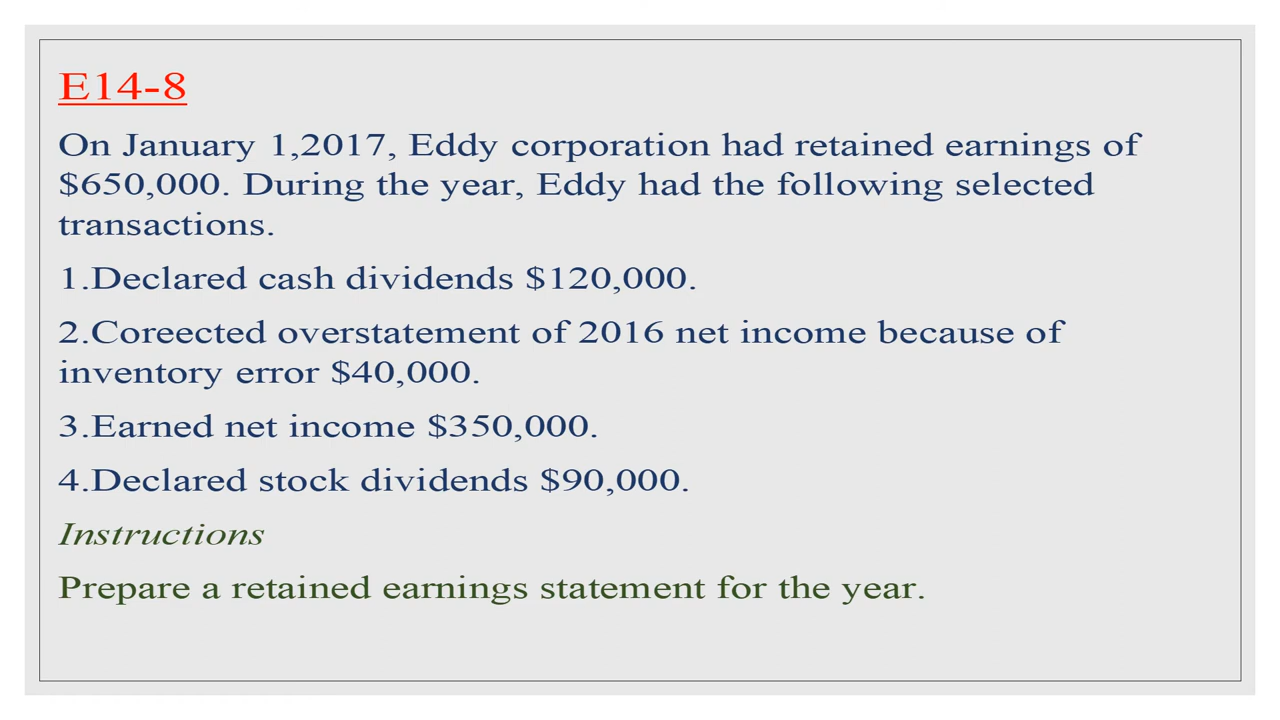 E14-8
On January 1,2017, Eddy corporation had retained earnings of
$650,000. During the year, Eddy had the following selected
transactions.
1.Declared cash dividends $120,000.
2.Coreected overstatement of 2016 net income because of
inventory error $40,000.
3.Earned net income $350,000.
4.Declared stock dividends $90,000.
Instructions
Prepare a retained earnings statement for the year.